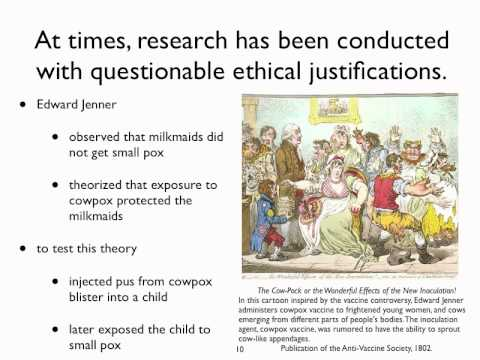 At times, research has been conducted
with questionable ethical justifications.
• Edward Jenner
• observed that milkmaids did
not get small pox
• theorized that exposure to
cowpox protected the
milkmaids
• to test this theory
• injected pus from cowpox
blister into a child
• later exposed the child to
small pox
The Cow-Pock or the Wonderful Effects of the New Inoculation!
In this cartoon inspired by the vaccine controversy, Edward Jenner
administers cowpox vaccine to frightened young women, and cows
emerging from different parts of people's bodies. The inoculation
agent, cowpox vaccine, was rumored to have the ability to sprout
cow-like appendages.
Publication of the Anti-Vaccine Society, 1802.
10